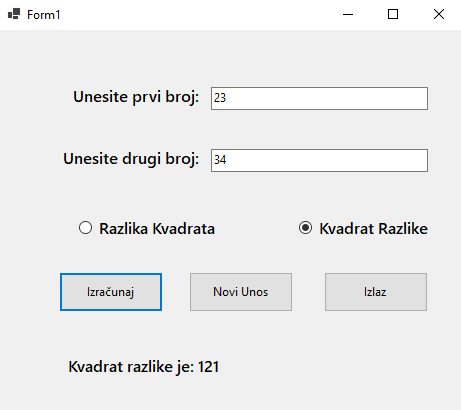 Form1
Unesite prvi broj: 23
Unesite drugi broj: 34
Razlika Kvadrata Kvadrat Razlike
Izračunaj Novi Unos Izlaz
Kvadrat razlike je: 121